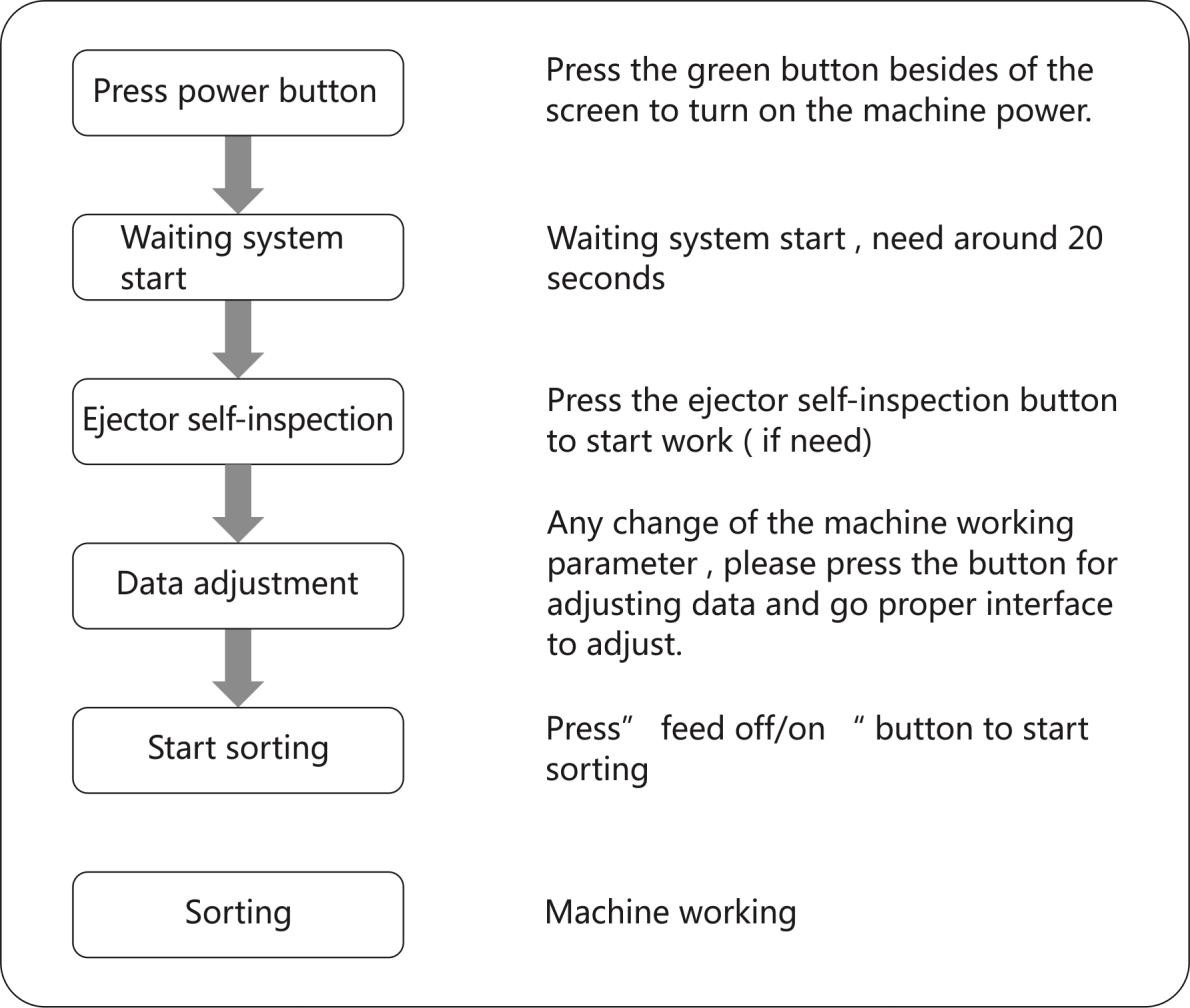 Press power button
Press the green button besides of the
screen to turn on the machine power.
Waiting system
start
Waiting system start , need around 20
seconds
Ejector self-inspection
Press the ejector self-inspection button
to start work ( if need)
Data adjustment
Any change of the machine working
parameter , please press the button for
adjusting data and go proper interface
to adjust.
Start sorting
Press” feed off/on “ button to start
sorting
Sorting
Machine working